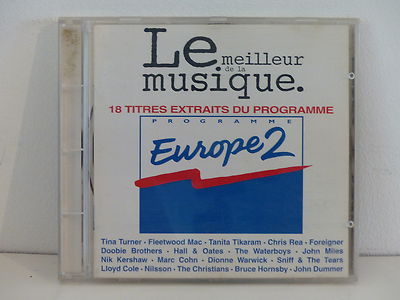 Le meilleur
de la
musique.
18 TITRES EXTRAITS DU PROGRAMME
PROGRAMME
Europe 2
Tina Turner · Fleetwood Mac · Tanita Tikaram · Chris Rea · Foreigner
Doobie Brothers · Hall & Oates · The Waterboys · John Miles
Nik Kershaw · Marc Cohn · Dionne Warwick · Sniff & The Tears
Lloyd Cole · Nilsson · The Christians · Bruce Hornsby · John Dummer